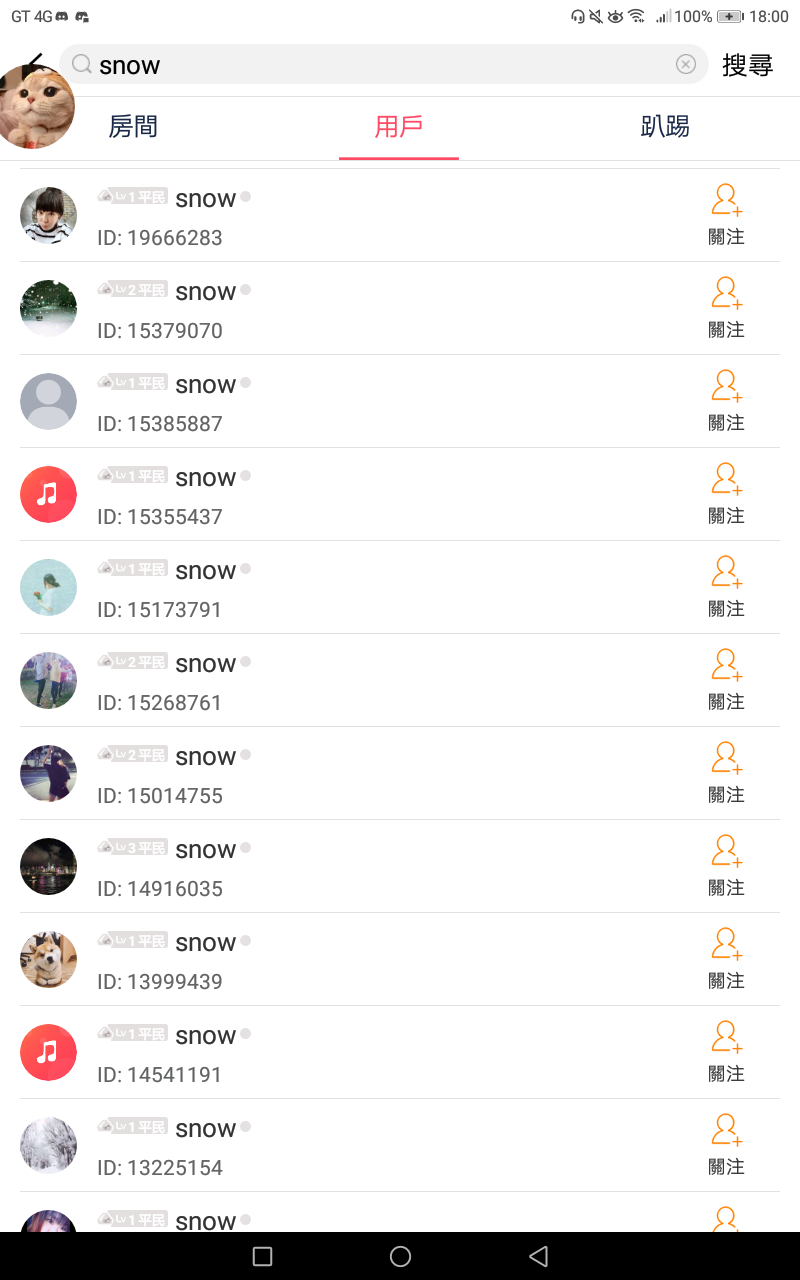 GT 4G 100% 18:00
snow 搜尋
房間 用戶 趴踢
Lv 1 平民 snow
ID: 19666283 關注
Lv 2 平民 snow
ID: 15379070 關注
Lv 1 平民 snow
ID: 15385887 關注
Lv 1 平民 snow
ID: 15355437 關注
Lv 1 平民 snow
ID: 15173791 關注
Lv 2 平民 snow
ID: 15268761 關注
Lv 2 平民 snow
ID: 15014755 關注
Lv 3 平民 snow
ID: 14916035 關注
Lv 1 平民 snow
ID: 13999439 關注
Lv 1 平民 snow
ID: 14541191 關注
Lv 1 平民 snow
ID: 13225154 關注
Lv 1 平民 snow